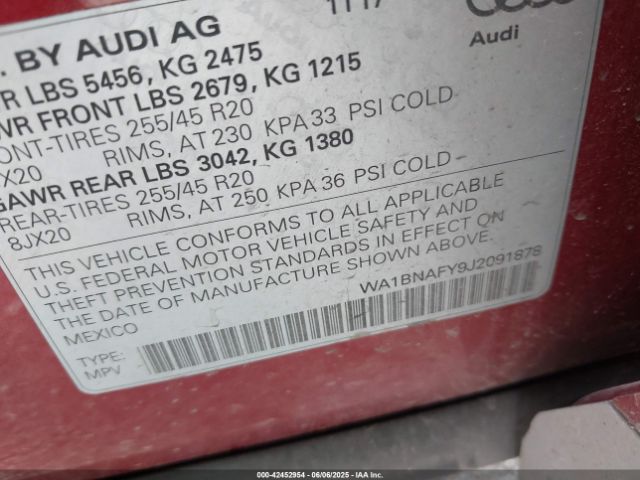 . BY AUDI AG
11/17
Audi
R LBS 5456, KG 2475
WR FRONT LBS 2679, KG 1215
ONT-TIRES 255/45 R20
X20 RIMS, AT 230 KPA 33 PSI COLD
GAWR REAR LBS 3042, KG 1380
REAR-TIRES 255/45 R20
8JX20 RIMS, AT 250 KPA 36 PSI COLD
THIS VEHICLE CONFORMS TO ALL APPLICABLE
U.S. FEDERAL MOTOR VEHICLE SAFETY AND
THEFT PREVENTION STANDARDS IN EFFECT ON
THE DATE OF MANUFACTURE SHOWN ABOVE.
MEXICO
WA1BNAFY9J2091878
TYPE:
MPV
000-42452954 - 06/06/2025 - IAA Inc.